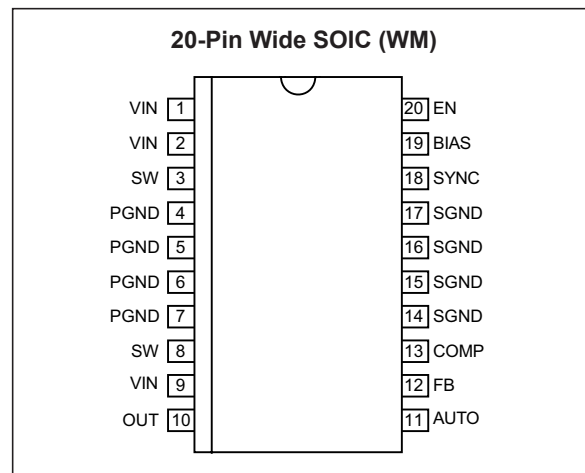 20-Pin Wide SOIC (WM)
VIN 1 20 EN
VIN 2 19 BIAS
SW 3 18 SYNC
PGND 4 17 SGND
PGND 5 16 SGND
PGND 6 15 SGND
PGND 7 14 SGND
SW 8 13 COMP
VIN 9 12 FB
OUT 10 11 AUTO